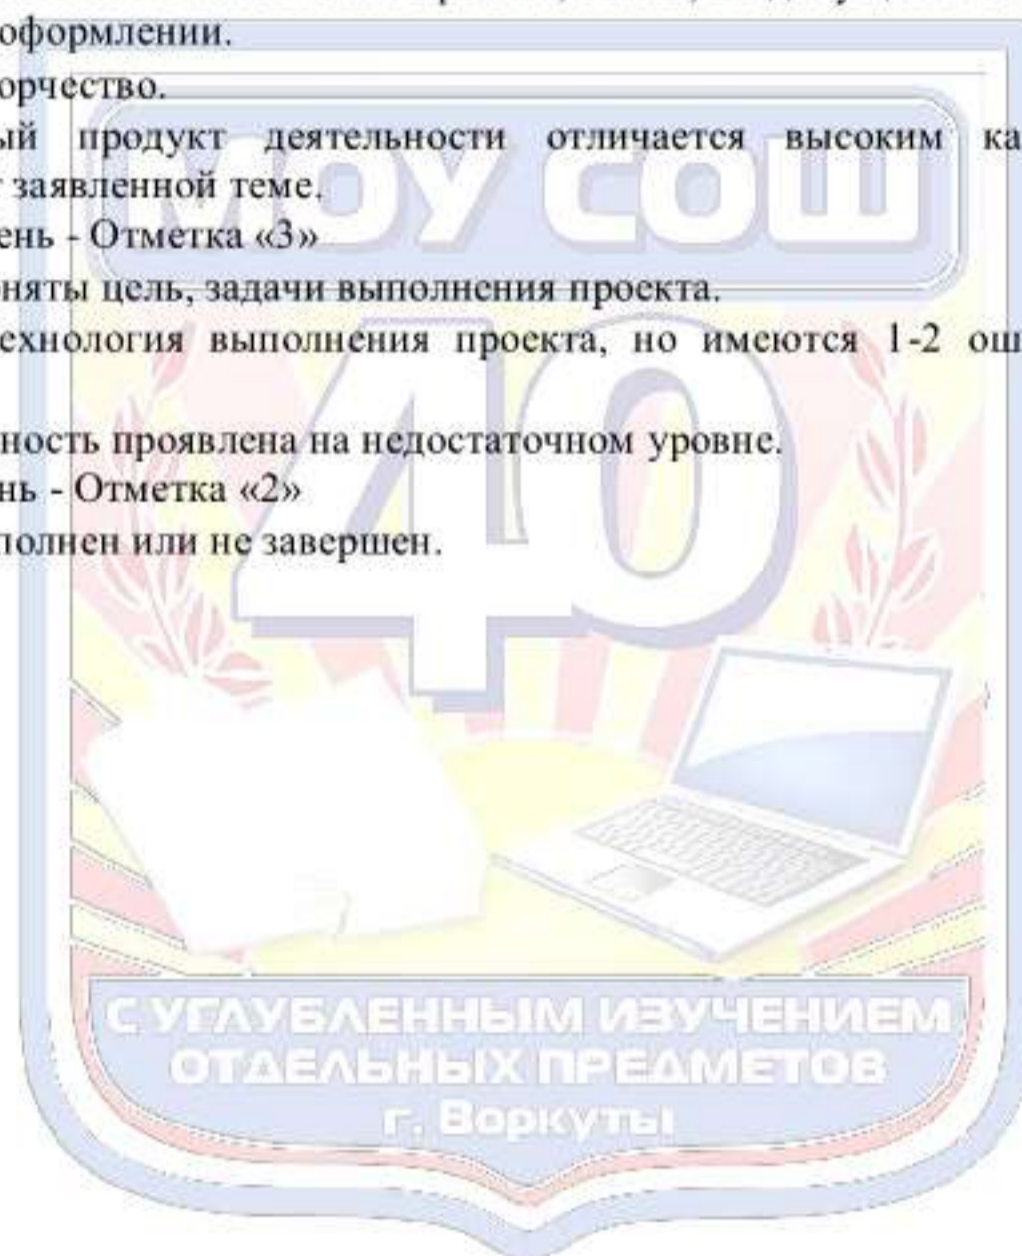 оформлении.
орчество.
ый продукт деятельности отличается высоким ка
т заявленной теме.
ень - Отметка «3»
няты цель, задачи выполнения проекта.
ехнология выполнения проекта, но имеются 1-2 ош
ность проявлена на недостаточном уровне.
нь - Отметка «2»
полнен или не завершен.
МОУ СОШ
40
С УГЛУБЛЕННЫМ ИЗУЧЕНИЕМ
ОТДЕЛЬНЫХ ПРЕДМЕТОВ
г. Воркуты